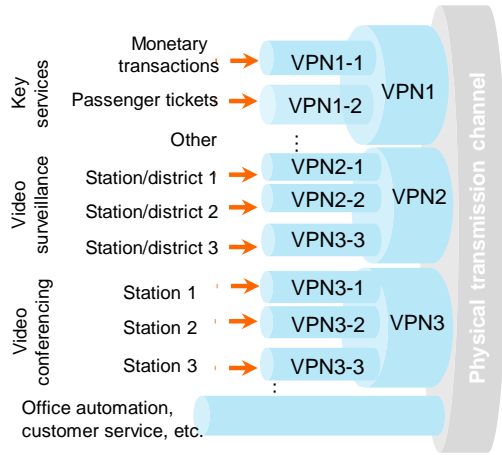 Key
services
Monetary
transactions
VPN1-1
Passenger tickets
VPN1-2
Other
⋮
VPN1
Video
surveillance
Station/district 1
VPN2-1
Station/district 2
VPN2-2
Station/district 3
VPN3-3
VPN2
Video
conferencing
Station 1
VPN3-1
Station 2
VPN3-2
Station 3
VPN3-3
...
VPN3
Office automation,
customer service, etc.
Physical transmission channel